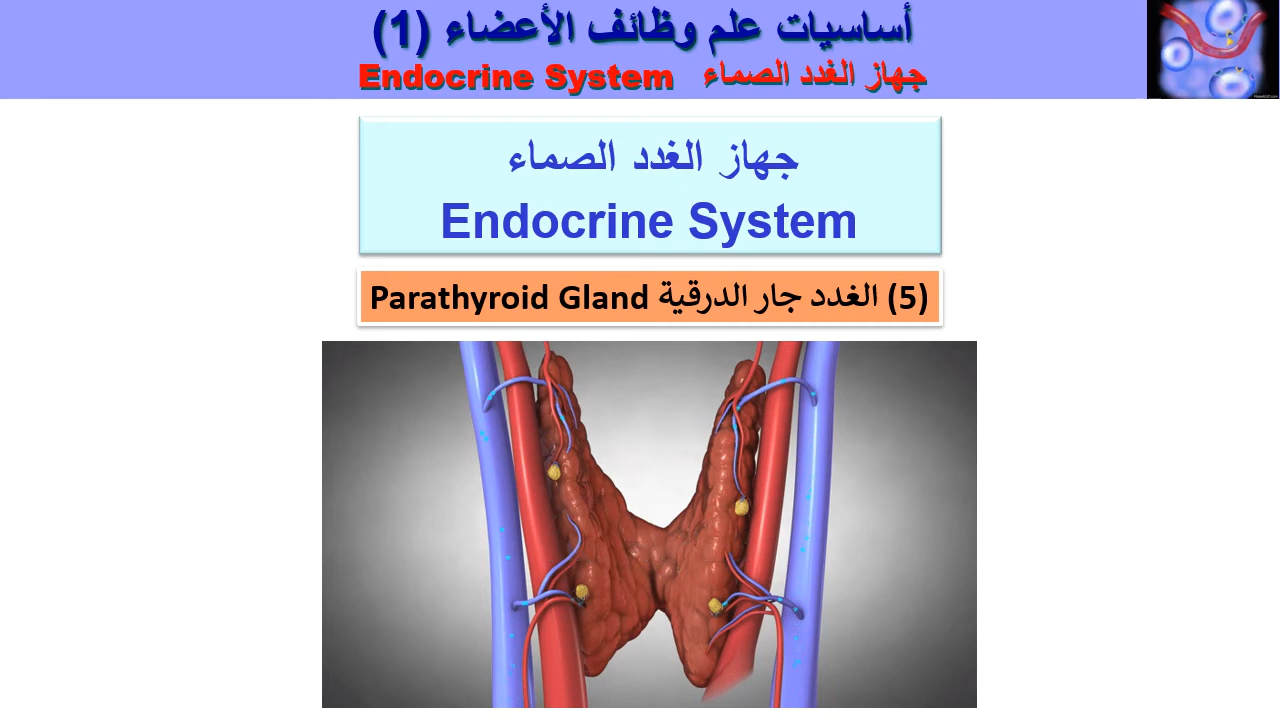 أساسيات علم وظائف الأعضاء (1)
جهاز الغدد الصماء Endocrine System
جهاز الغدد الصماء
Endocrine System
(5) الغدد جار الدرقية Parathyroid Gland